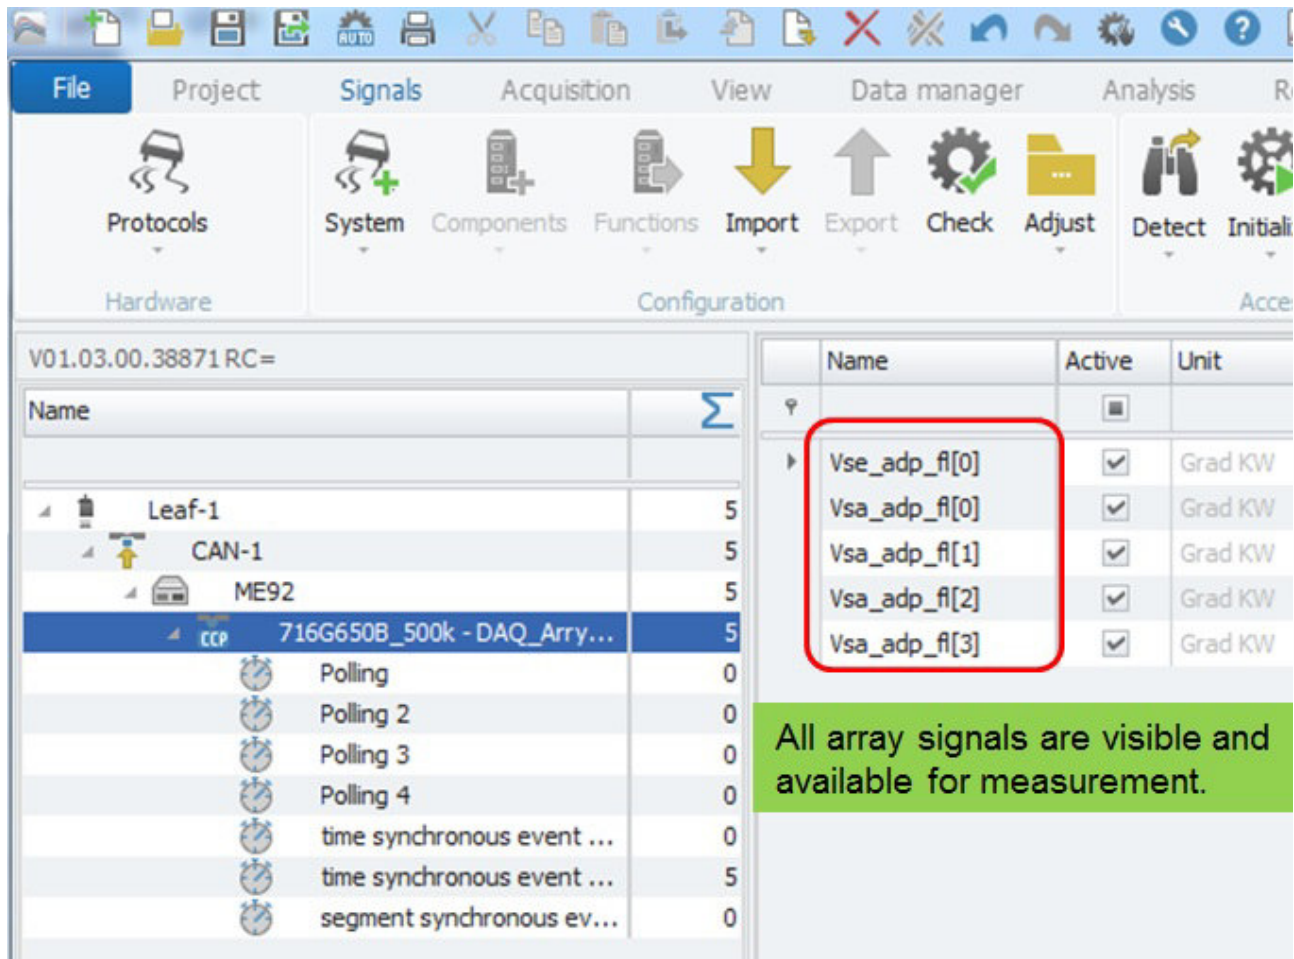 AUTO
File Project Signals Acquisition View Data manager Analysis
Protocols System Components Functions Import Export Check Adjust Detect
Hardware Configuration
V01.03.00.38871 RC=
Name Σ
Leaf-1 5
CAN-1 5
ME92 5
CCP 716G650B_500k - DAQ_Arry... 5
Polling 0
Polling 2 0
Polling 3 0
Polling 4 0
time synchronous event ... 0
time synchronous event ... 5
segment synchronous ev... 0
Name Active Unit
Vse_adp_fl[0] Grad KW
Vsa_adp_fl[0] Grad KW
Vsa_adp_fl[1] Grad KW
Vsa_adp_fl[2] Grad KW
Vsa_adp_fl[3] Grad KW
All array signals are visible and
available for measurement.